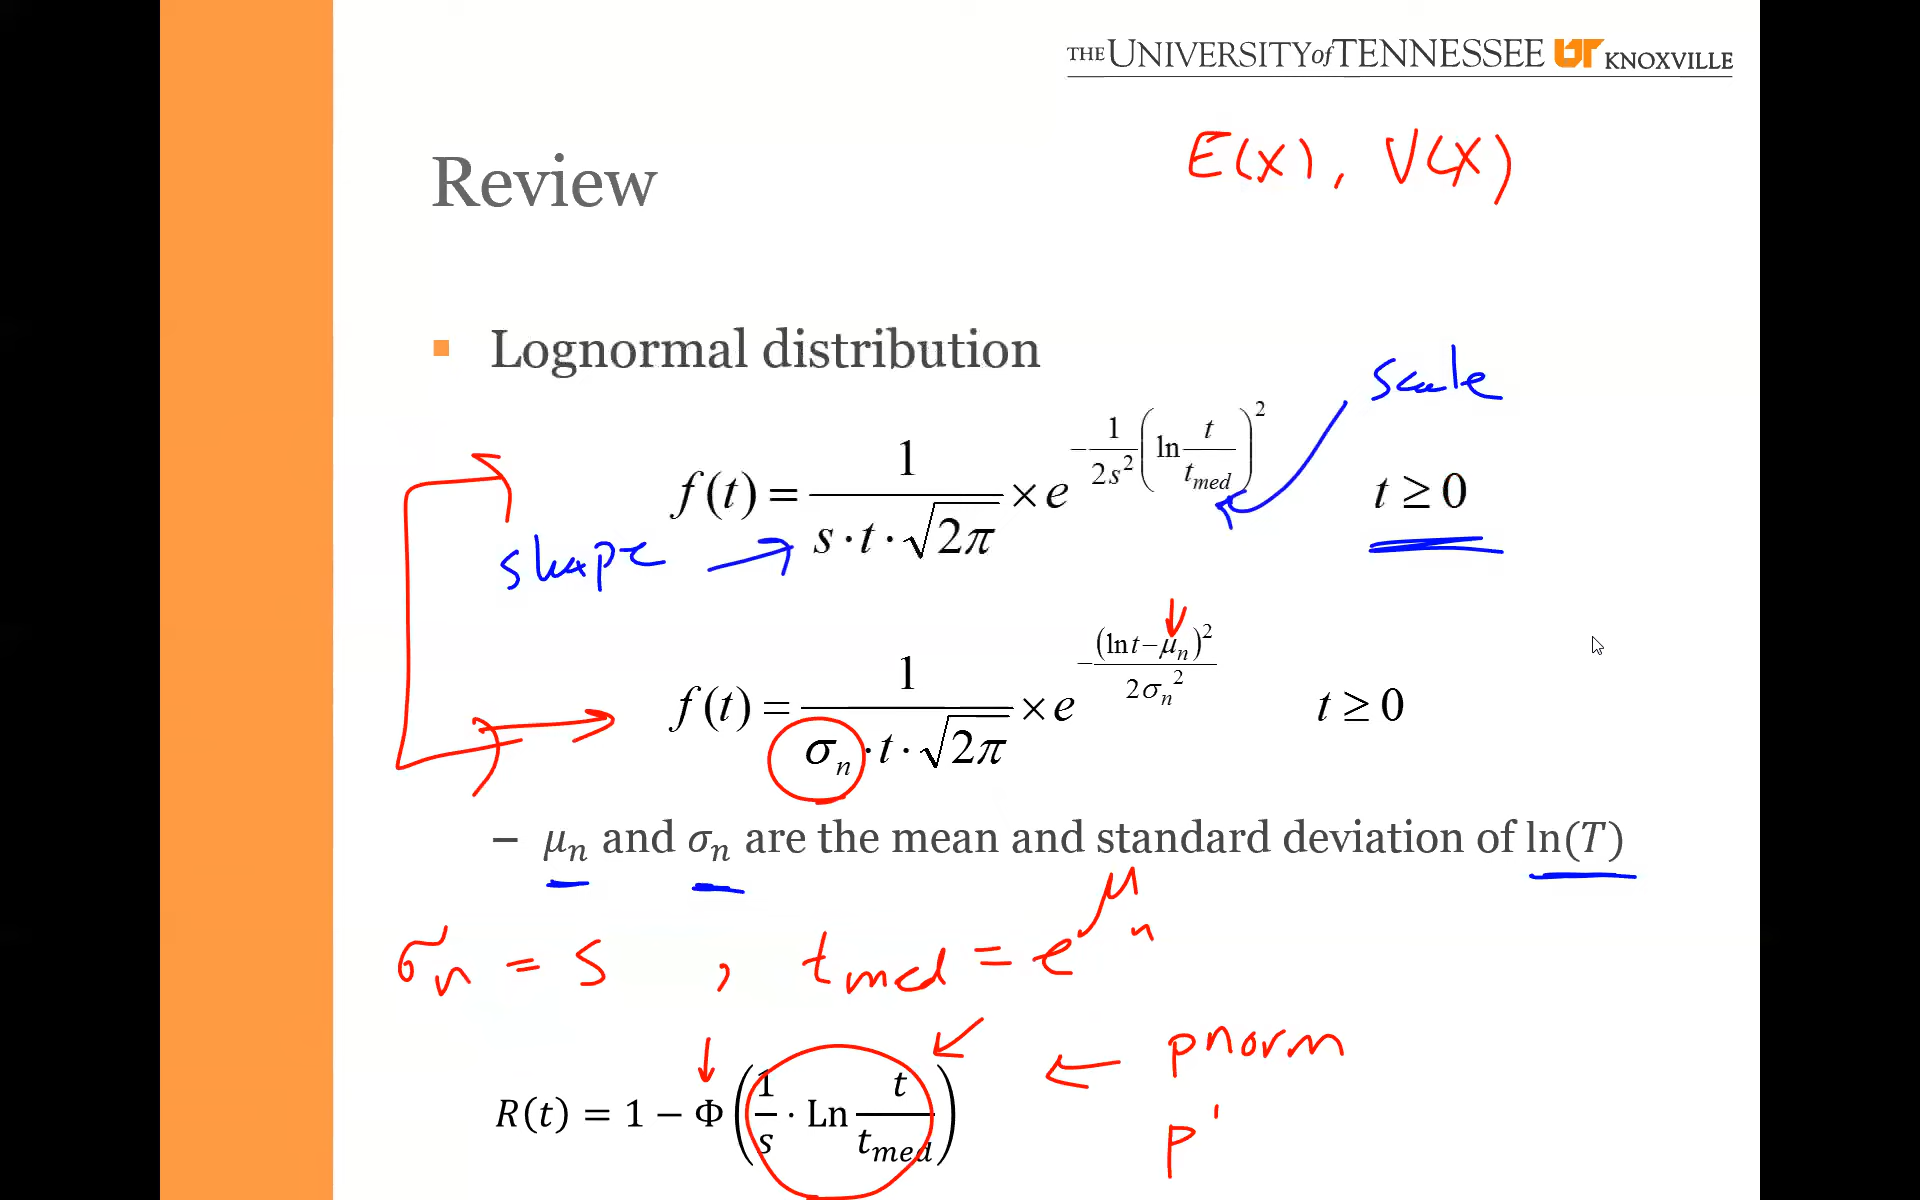 THE UNIVERSITY of TENNESSEE UT KNOXVILLE
E(X), V(X)
Review
▪ Lognormal distribution
scale
f(t) = 1/(s·t·√2π) × e^(-1/(2s²) (ln t/t_med)²) t ≥ 0
shape
f(t) = 1/(σ_n·t·√2π) × e^(-(ln t-μ_n)²/(2σ_n²)) t ≥ 0
– μ_n and σ_n are the mean and standard deviation of ln(T)
σ_n = s , t_med = e^μ_n
pnorm
R(t) = 1 − Φ(1/s · Ln t/t_med)
p'